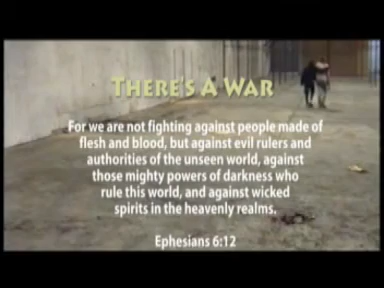 There's A War
For we are not fighting against people made of
flesh and blood, but against evil rulers and
authorities of the unseen world, against
those mighty powers of darkness who
rule this world, and against wicked
spirits in the heavenly realms.
Ephesians 6:12